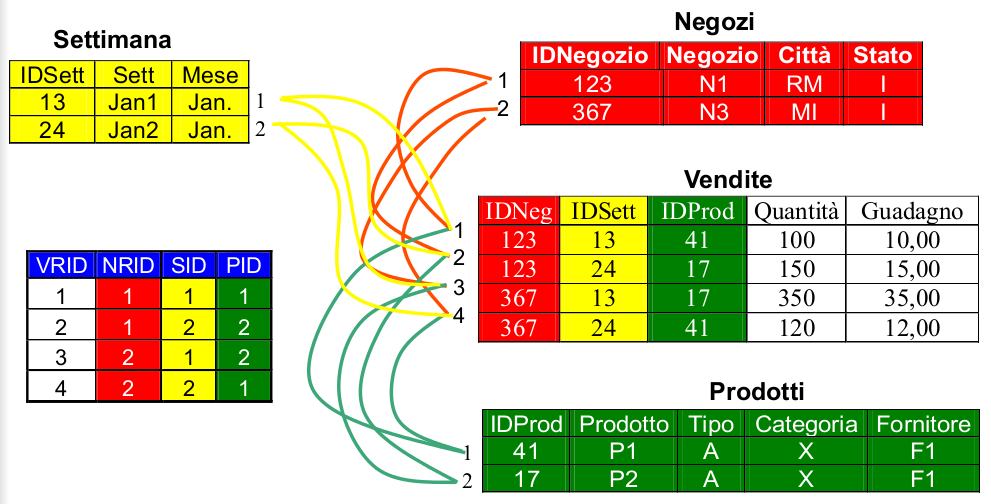 Settimana
IDSett Sett Mese
13 Jan1 Jan. 1
24 Jan2 Jan. 2
Negozi
IDNegozio Negozio Città Stato
1 123 N1 RM I
2 367 N3 MI I
Vendite
IDNeg IDSett IDProd Quantità Guadagno
1 123 13 41 100 10,00
2 123 24 17 150 15,00
3 367 13 17 350 35,00
4 367 24 41 120 12,00
VRID NRID SID PID
1 1 1 1
2 1 2 2
3 2 1 2
4 2 2 1
Prodotti
IDProd Prodotto Tipo Categoria Fornitore
1 41 P1 A X F1
2 17 P2 A X F1